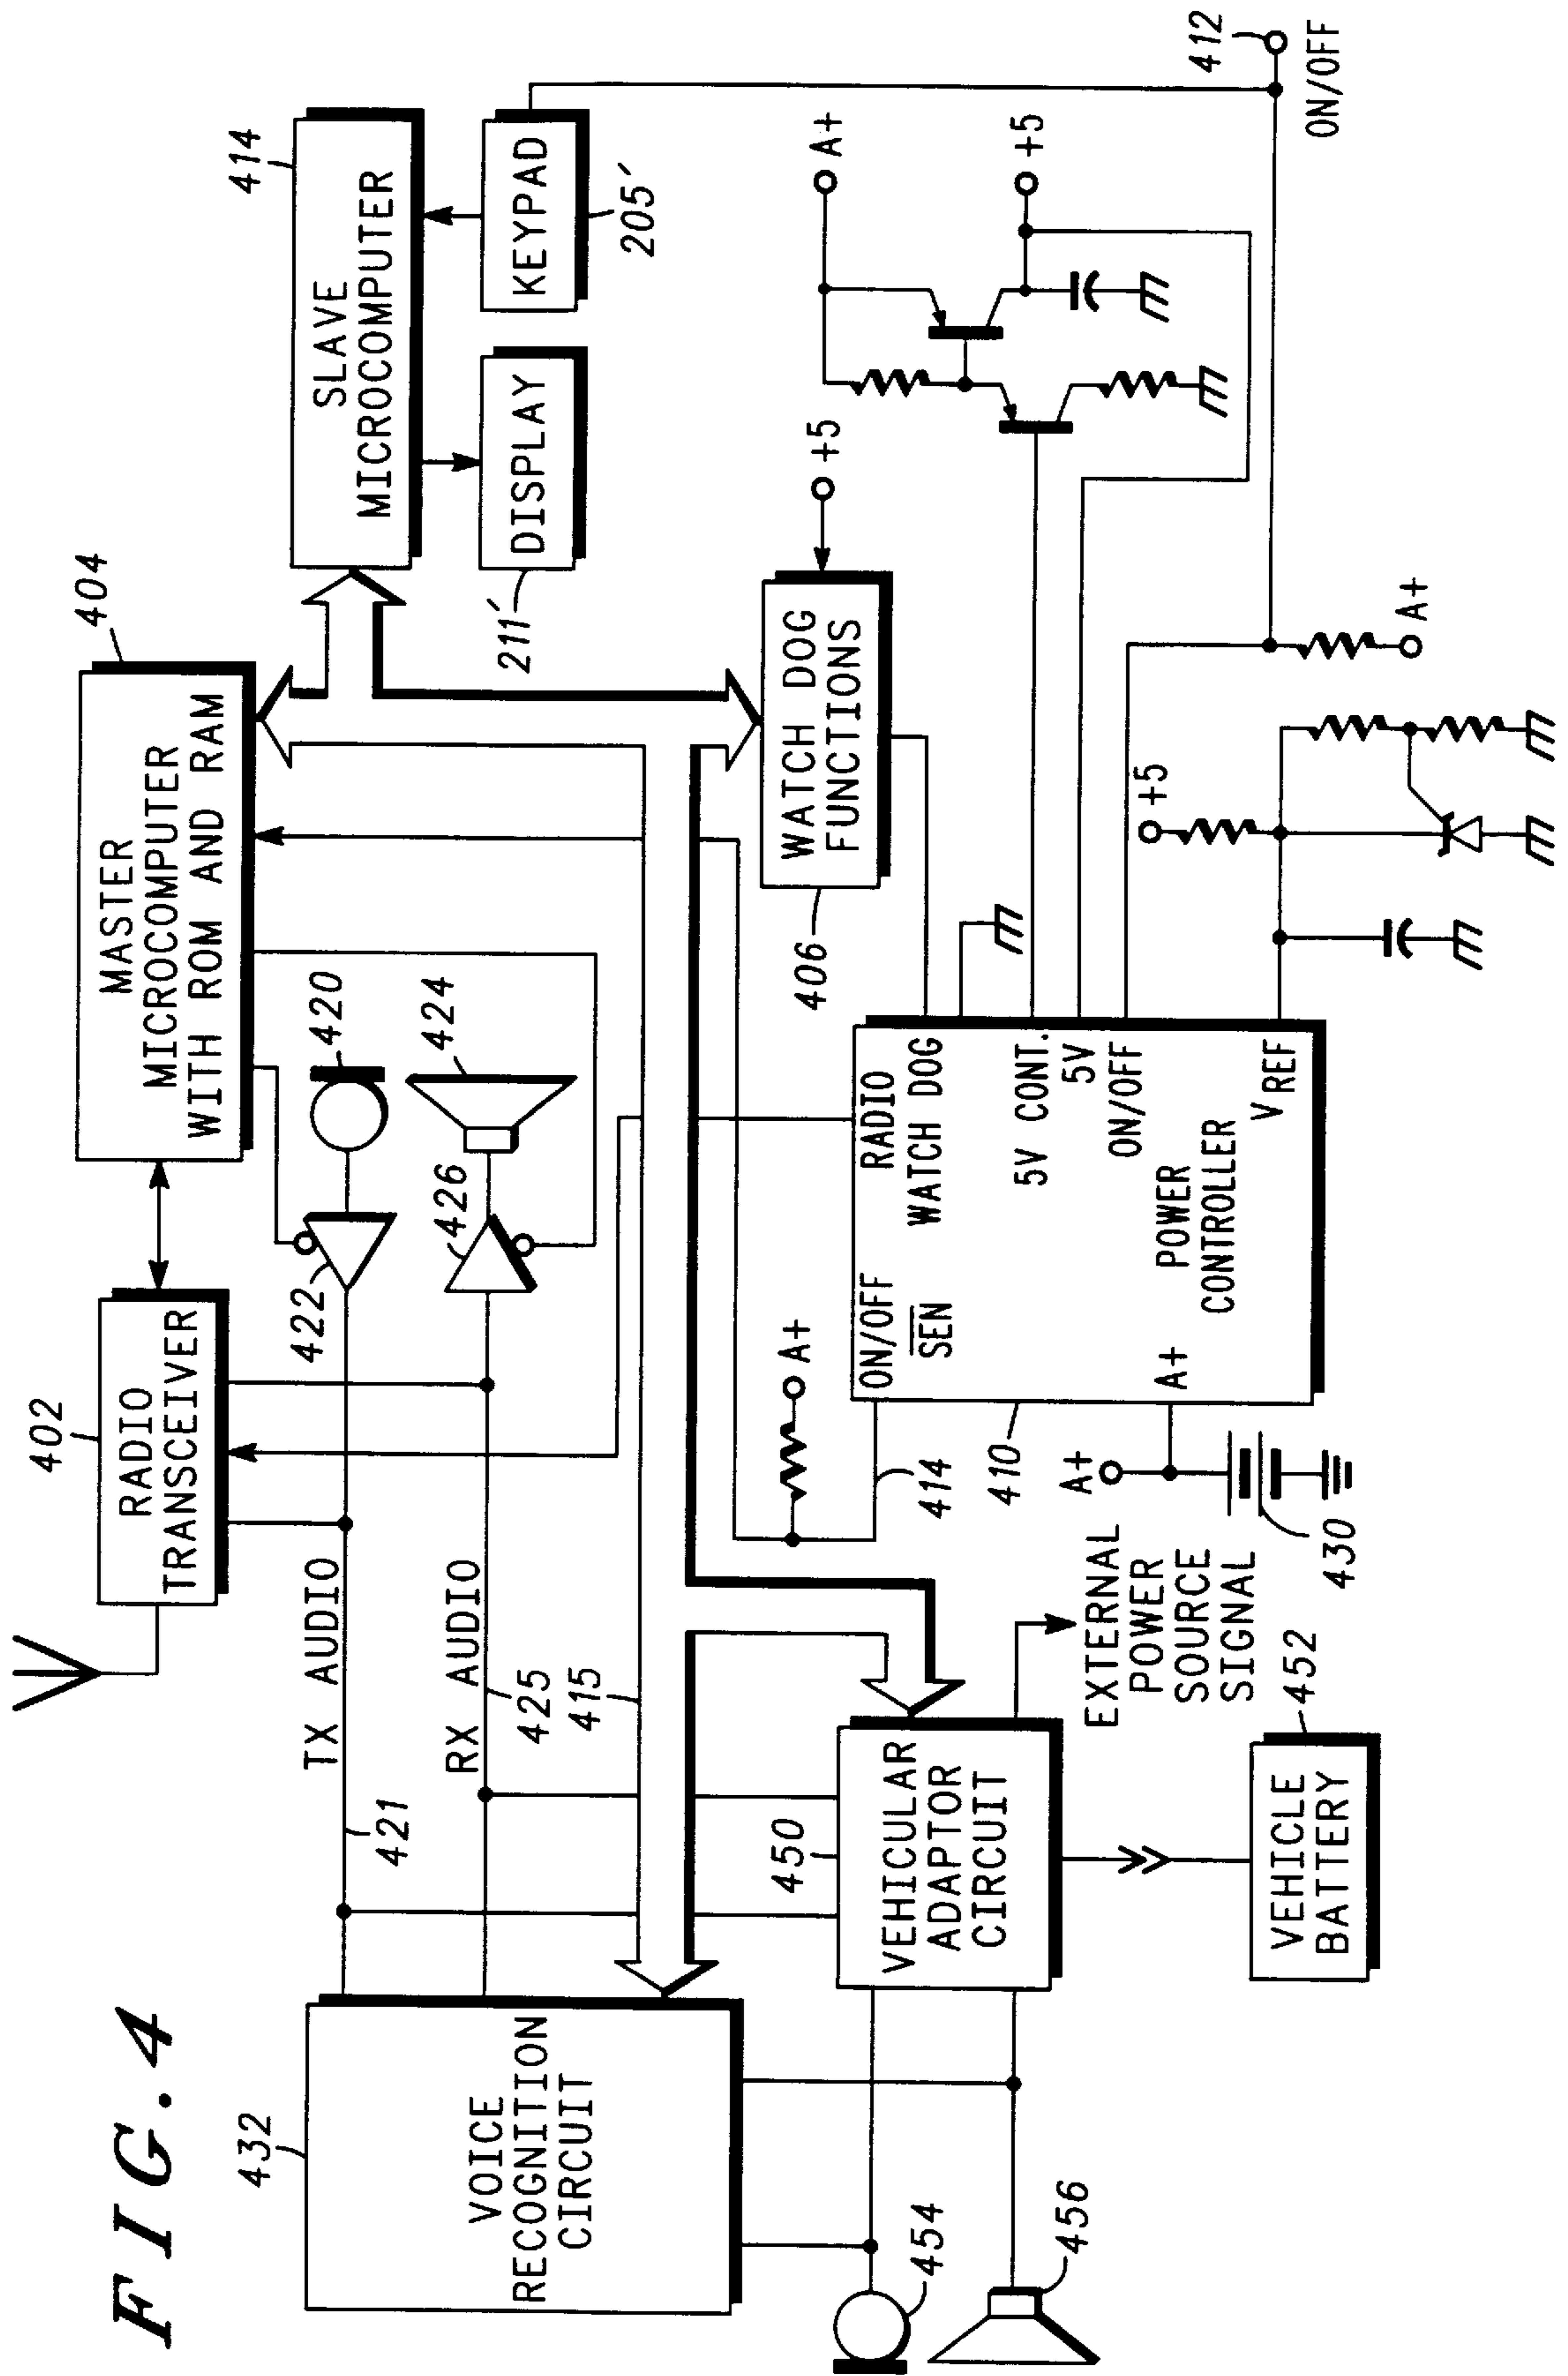 FIG.4
432
VOICE
RECOGNITION
CIRCUIT
454
456
421
TX AUDIO
RX AUDIO
425
415
402
RADIO
TRANSCEIVER
404
MASTER
MICROCOMPUTER
WITH ROM AND RAM
422
420
426
424
414
SLAVE
MICROCOMPUTER
211′
DISPLAY
KEYPAD
205′
406
WATCH DOG
FUNCTIONS
+5
A+
+5
412
ON/OFF
450
VEHICULAR
ADAPTOR
CIRCUIT
EXTERNAL
POWER
SOURCE
SIGNAL
452
VEHICLE
BATTERY
A+
414
410
A+
430
ON/OFF
SEN
RADIO
WATCH DOG
5V CONT.
5V
ON/OFF
A+
POWER
CONTROLLER
VREF
+5
A+